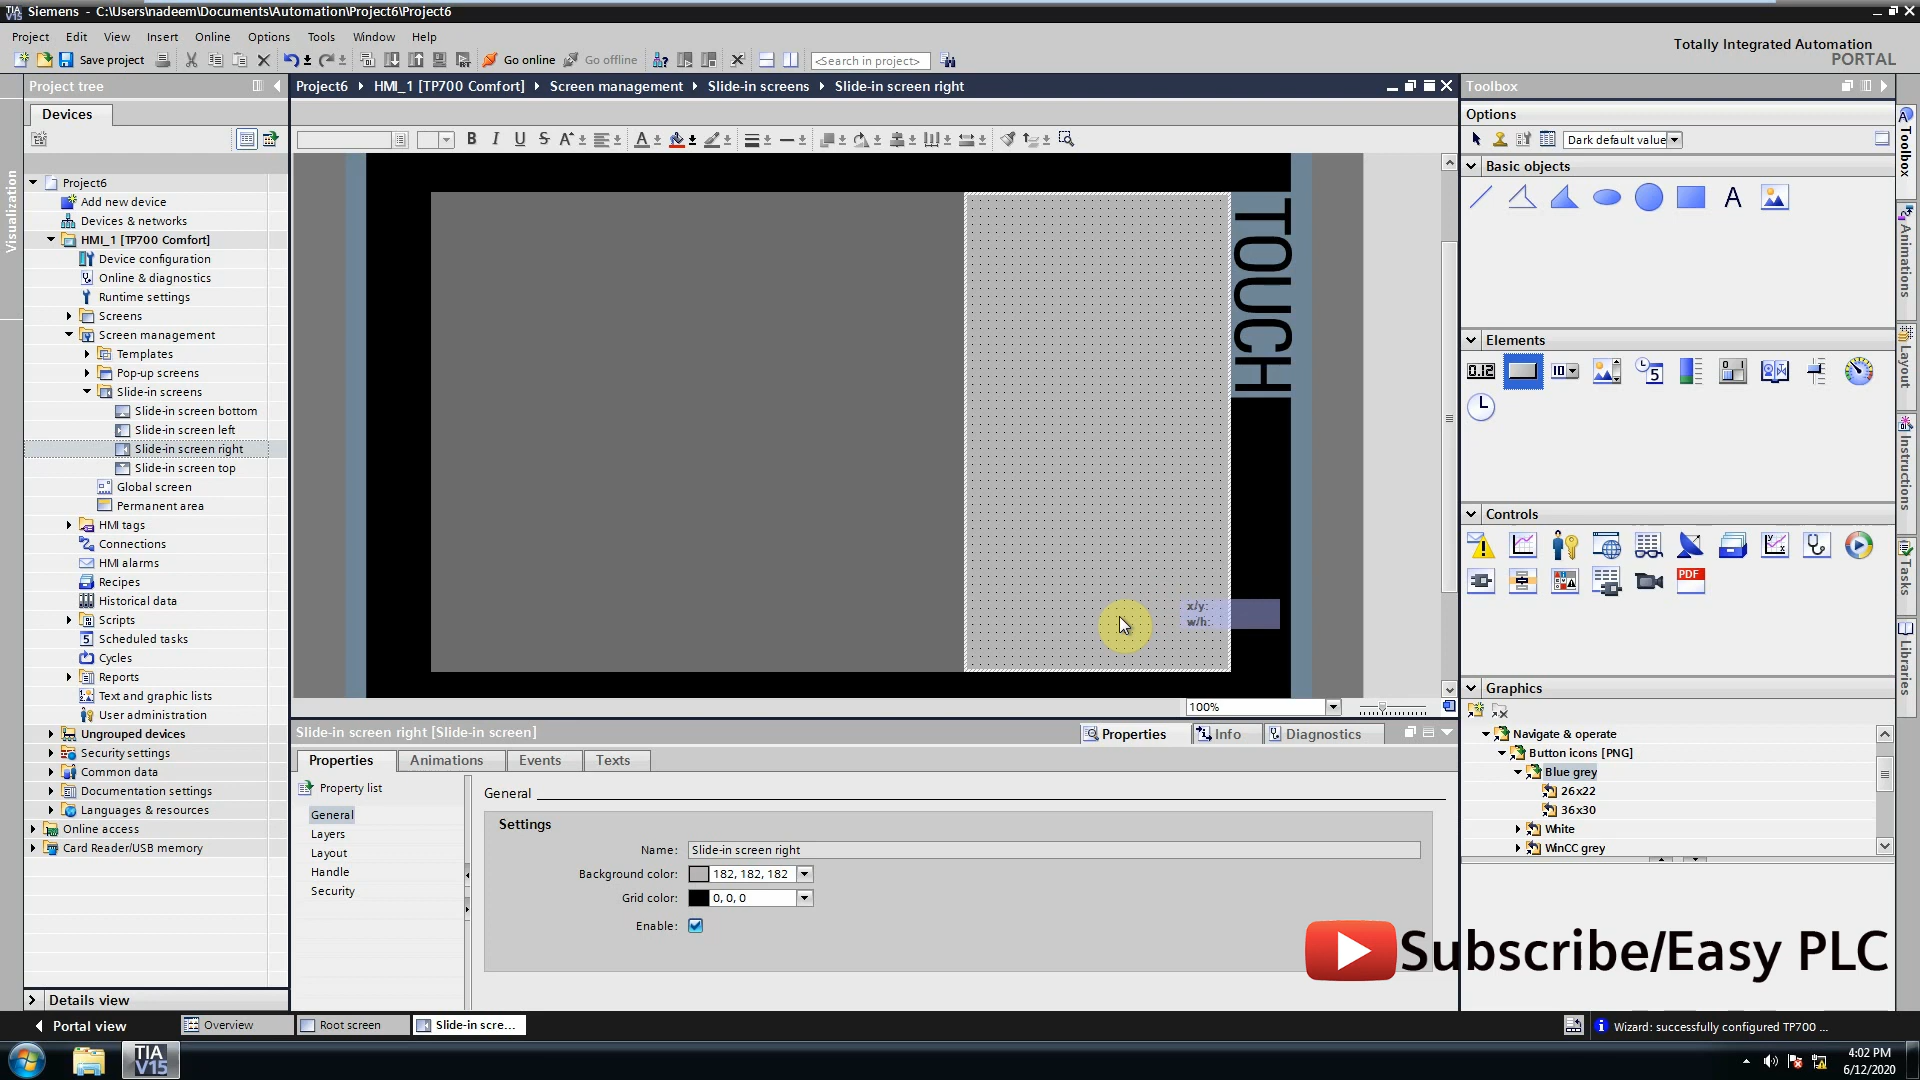 TIA
V15
Siemens - C:\Users\nadeem\Documents\Automation\Project6\Project6
Project Edit View Insert Online Options Tools Window Help
Totally Integrated Automation
PORTAL
Save project
Go online
Go offline
<Search in project>
Project tree
Project6 HMI_1 [TP700 Comfort] Screen management Slide-in screens Slide-in screen right
Toolbox
Devices
Options
B I U S A A
Dark default value
Basic objects
A
Visualization
Project6
Add new device
Devices & networks
HMI_1 [TP700 Comfort]
Device configuration
Online & diagnostics
Runtime settings
Screens
Screen management
Templates
Pop-up screens
Slide-in screens
Slide-in screen bottom
Slide-in screen left
Slide-in screen right
Slide-in screen top
Global screen
Permanent area
HMI tags
Connections
HMI alarms
Recipes
Historical data
Scripts
Scheduled tasks
Cycles
Reports
Text and graphic lists
User administration
Ungrouped devices
Security settings
Common data
Documentation settings
Languages & resources
Online access
Card Reader/USB memory
Details view
TOUCH
x/y:
w/h:
100%
Elements
0.12
10
5
Controls
PDF
Graphics
Navigate & operate
Button icons [PNG]
Blue grey
26x22
36x30
White
WinCC grey
Toolbox
Animations
Layout
Instructions
Tasks
Libraries
Slide-in screen right [Slide-in screen]
Properties
Info
Diagnostics
Properties Animations Events Texts
Property list
General
Layers
Layout
Handle
Security
General
Settings
Name: Slide-in screen right
Background color: 182, 182, 182
Grid color: 0, 0, 0
Enable:
Subscribe/Easy PLC
Portal view
Overview
Root screen
Slide-in scre...
Wizard: successfully configured TP700 ...
TIA
V15
4:02 PM
6/12/2020